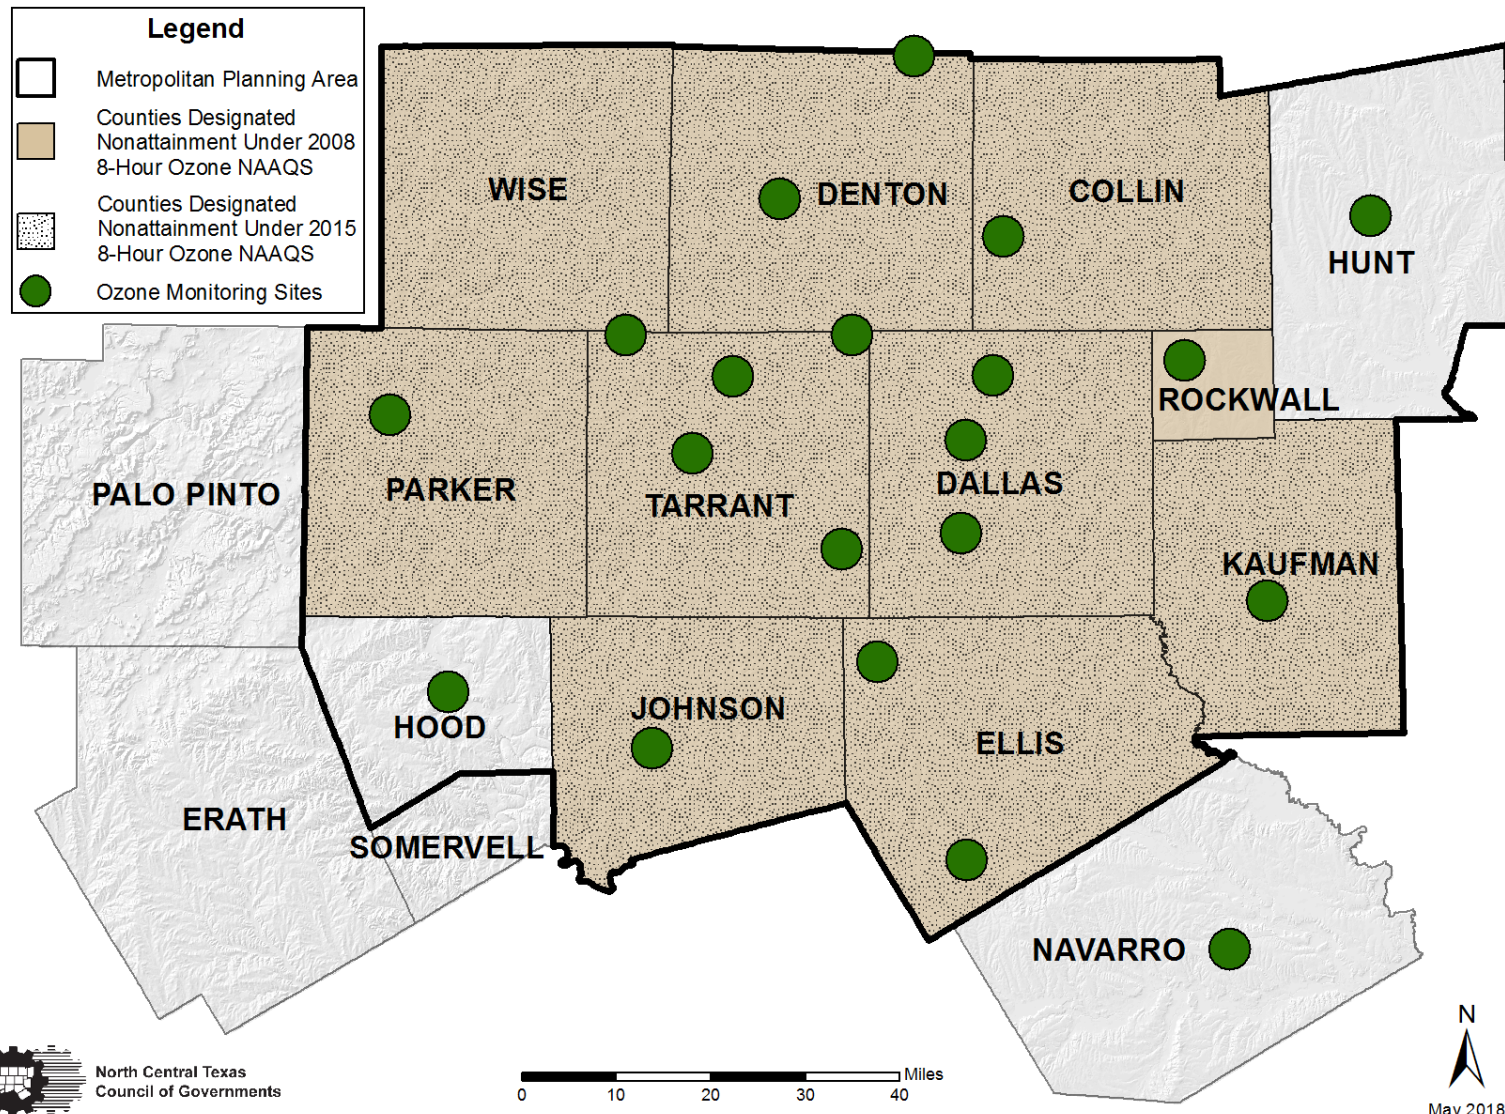 Legend
Metropolitan Planning Area
Counties Designated
Nonattainment Under 2008
8-Hour Ozone NAAQS
Counties Designated
Nonattainment Under 2015
8-Hour Ozone NAAQS
Ozone Monitoring Sites
WISE
DENTON
COLLIN
HUNT
ROCKWALL
PALO PINTO
PARKER
TARRANT
DALLAS
KAUFMAN
HOOD
JOHNSON
ELLIS
ERATH
SOMERVELL
NAVARRO
North Central Texas
Council of Governments
Miles
0 10 20 30 40
N
May 2018